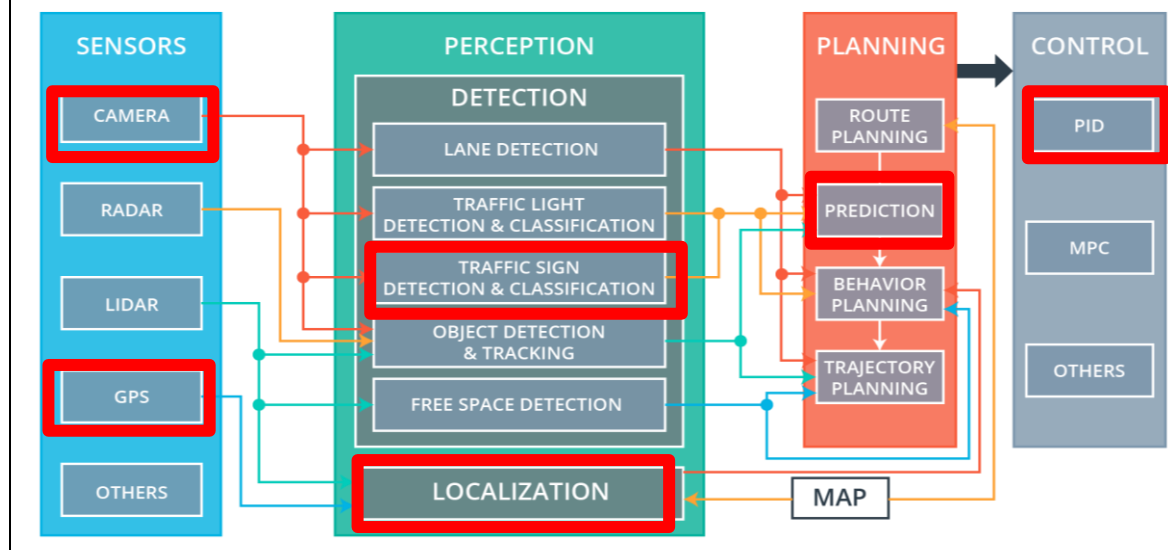 SENSORS
CAMERA
RADAR
LIDAR
GPS
OTHERS
PERCEPTION
DETECTION
LANE DETECTION
TRAFFIC LIGHT
DETECTION & CLASSIFICATION
TRAFFIC SIGN
DETECTION & CLASSIFICATION
OBJECT DETECTION
& TRACKING
FREE SPACE DETECTION
LOCALIZATION
PLANNING
ROUTE
PLANNING
PREDICTION
BEHAVIOR
PLANNING
TRAJECTORY
PLANNING
MAP
CONTROL
PID
MPC
OTHERS